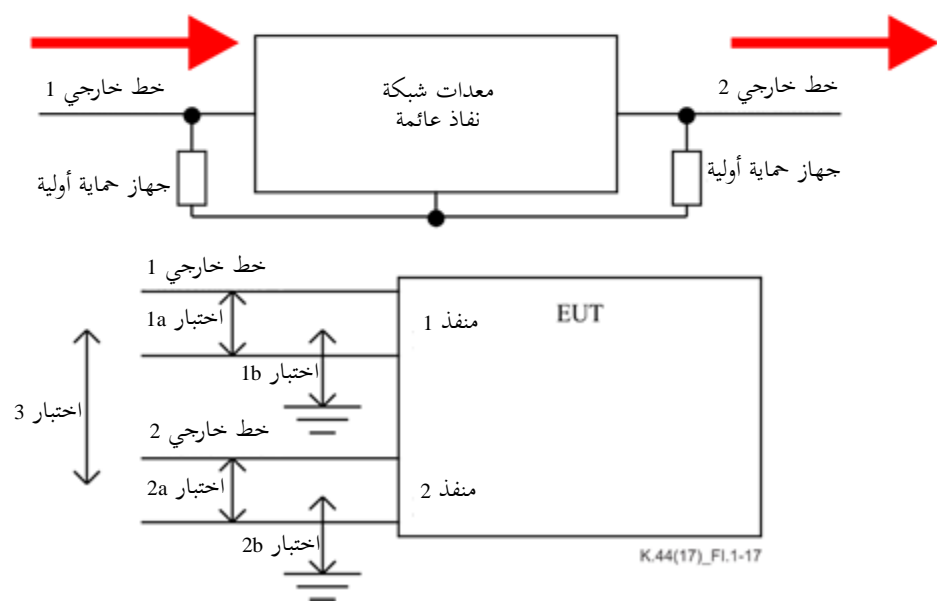 خط خارجي 1
معدات شبكة
نفاذ عائمة
خط خارجي 2
جهاز حماية أولية
جهاز حماية أولية
خط خارجي 1
EUT
منفذ 1
اختبار 1a
اختبار 1b
اختبار 3
خط خارجي 2
منفذ 2
اختبار 2a
اختبار 2b
K.44(17)_FI.1-17